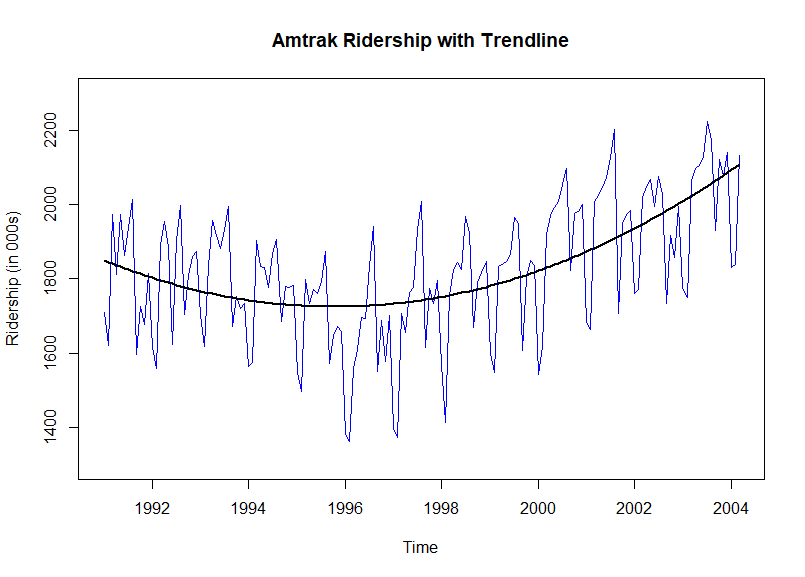 Amtrak Ridership with Trendline
Ridership (in 000s)
2200
2000
1800
1600
1400
1992 1994 1996 1998 2000 2002 2004
Time